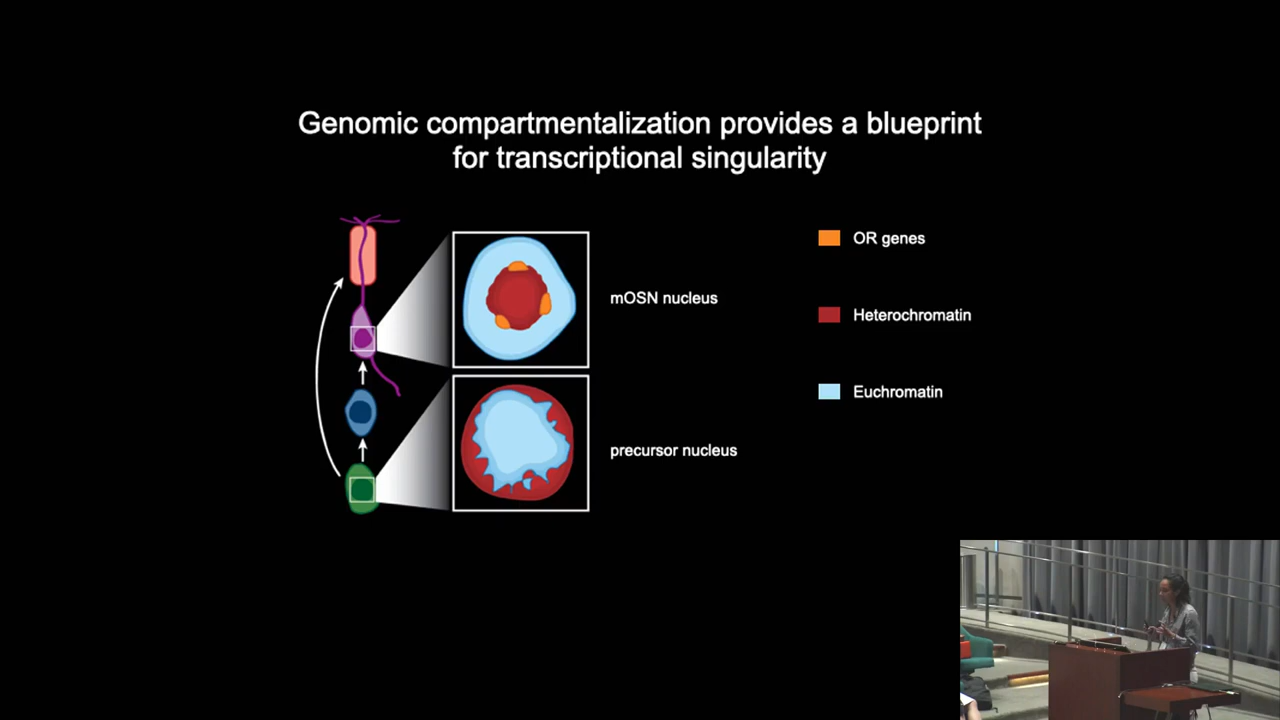 Genomic compartmentalization provides a blueprint
for transcriptional singularity
OR genes
mOSN nucleus
Heterochromatin
Euchromatin
precursor nucleus